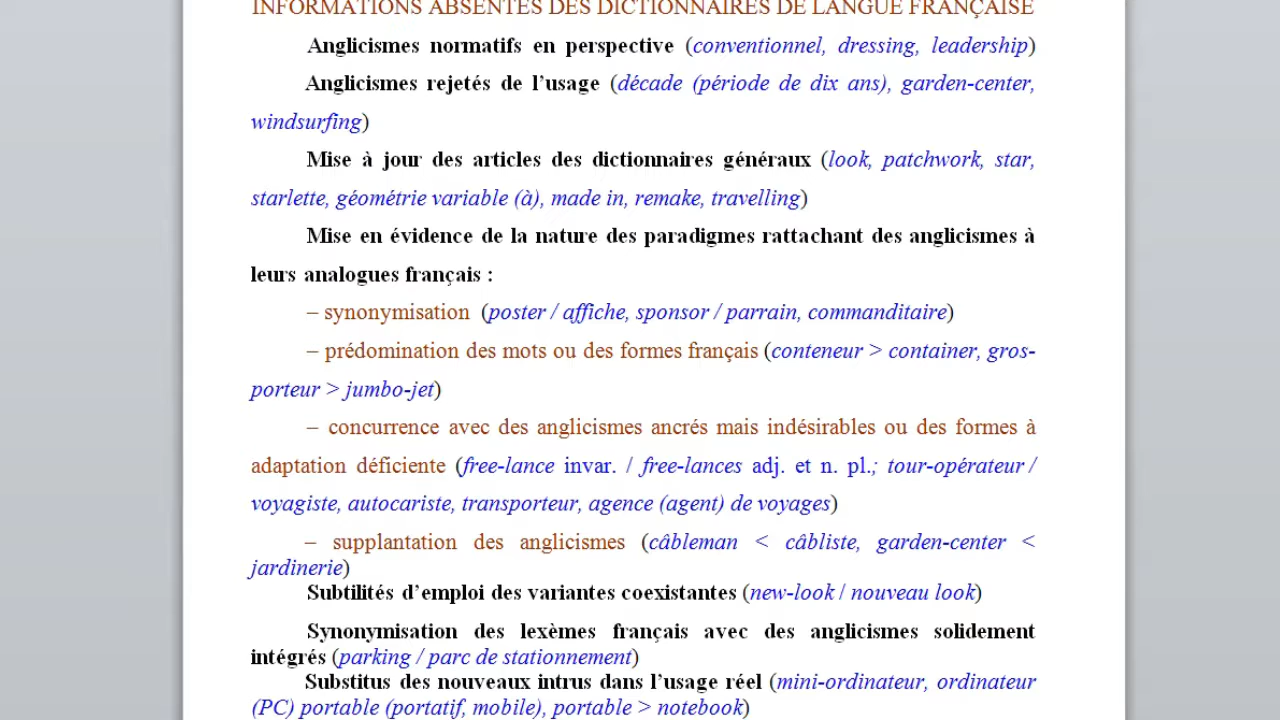 INFORMATIONS ABSENTES DES DICTIONNAIRES DE LANGUE FRANÇAISE
Anglicismes normatifs en perspective (conventionnel, dressing, leadership)
Anglicismes rejetés de l’usage (décade (période de dix ans), garden-center,
windsurfing)
Mise à jour des articles des dictionnaires généraux (look, patchwork, star,
starlette, géométrie variable (à), made in, remake, travelling)
Mise en évidence de la nature des paradigmes rattachant des anglicismes à
leurs analogues français :
– synonymisation (poster / affiche, sponsor / parrain, commanditaire)
– prédomination des mots ou des formes français (conteneur > container, gros-
porteur > jumbo-jet)
– concurrence avec des anglicismes ancrés mais indésirables ou des formes à
adaptation déficiente (free-lance invar. / free-lances adj. et n. pl.; tour-opérateur /
voyagiste, autocariste, transporteur, agence (agent) de voyages)
– supplantation des anglicismes (câbleman < câbliste, garden-center <
jardinerie)
Subtilités d’emploi des variantes coexistantes (new-look / nouveau look)
Synonymisation des lexèmes français avec des anglicismes solidement
intégrés (parking / parc de stationnement)
Substitus des nouveaux intrus dans l’usage réel (mini-ordinateur, ordinateur
(PC) portable (portatif, mobile), portable > notebook)